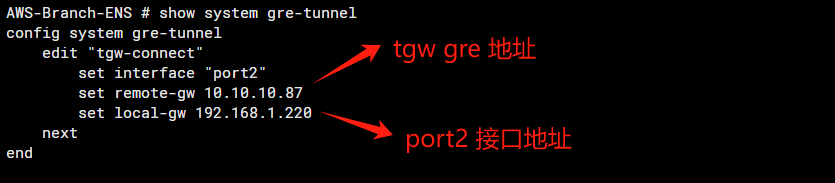 AWS-Branch-ENS # show system gre-tunnel
config system gre-tunnel
edit "tgw-connect"
set interface "port2"
set remote-gw 10.10.10.87
set local-gw 192.168.1.220
next
end
tgw gre 地址
port2 接口地址